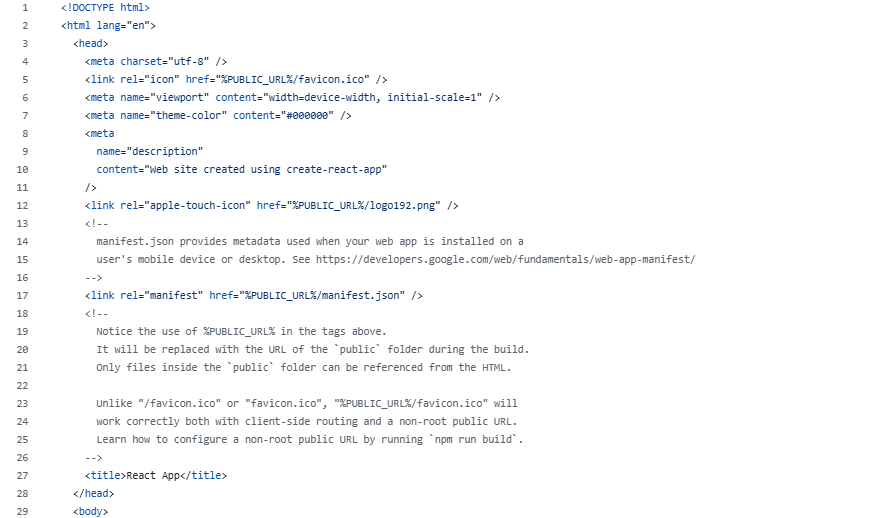 1 <!DOCTYPE html>
2 <html lang="en">
3 <head>
4 <meta charset="utf-8" />
5 <link rel="icon" href="%PUBLIC_URL%/favicon.ico" />
6 <meta name="viewport" content="width=device-width, initial-scale=1" />
7 <meta name="theme-color" content="#000000" />
8 <meta
9 name="description"
10 content="Web site created using create-react-app"
11 />
12 <link rel="apple-touch-icon" href="%PUBLIC_URL%/logo192.png" />
13 <!--
14 manifest.json provides metadata used when your web app is installed on a
15 user's mobile device or desktop. See https://developers.google.com/web/fundamentals/web-app-manifest/
16 -->
17 <link rel="manifest" href="%PUBLIC_URL%/manifest.json" />
18 <!--
19 Notice the use of %PUBLIC_URL% in the tags above.
20 It will be replaced with the URL of the `public` folder during the build.
21 Only files inside the `public` folder can be referenced from the HTML.
22
23 Unlike "/favicon.ico" or "favicon.ico", "%PUBLIC_URL%/favicon.ico" will
24 work correctly both with client-side routing and a non-root public URL.
25 Learn how to configure a non-root public URL by running `npm run build`.
26 -->
27 <title>React App</title>
28 </head>
29 <body>